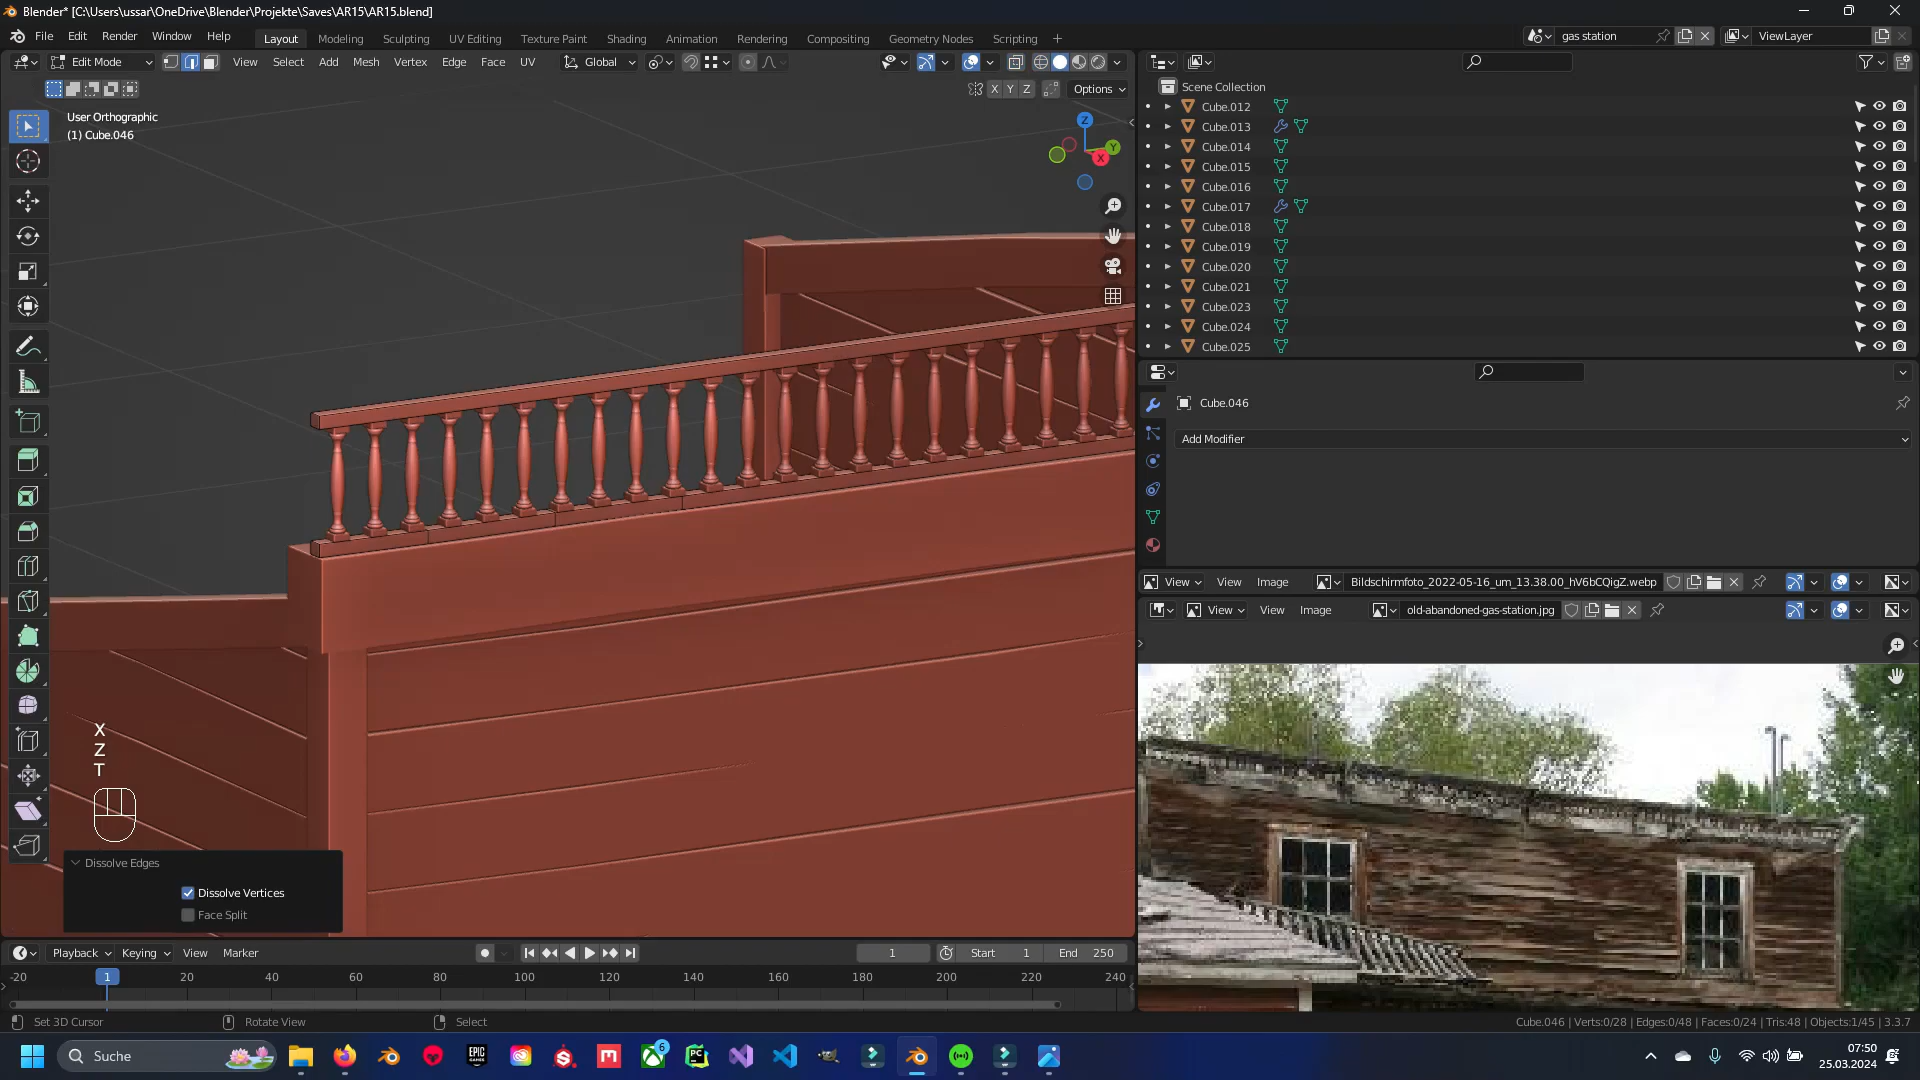 Blender* [C:\Users\ussar\OneDrive\Blender\Projekte\Saves\AR15\AR15.blend]
File Edit Render Window Help
Layout Modeling Sculpting UV Editing Texture Paint Shading Animation Rendering Compositing Geometry Nodes Scripting +
gas station
ViewLayer
Edit Mode View Select Add Mesh Vertex Edge Face UV Global
X Y Z Options
User Orthographic
(1) Cube.046
Z
Y
X
X
Z
T
Dissolve Edges
Dissolve Vertices
Face Split
Scene Collection
Cube.012
Cube.013
Cube.014
Cube.015
Cube.016
Cube.017
Cube.018
Cube.019
Cube.020
Cube.021
Cube.023
Cube.024
Cube.025
Cube.046
Add Modifier
View View Image Bildschirmfoto_2022-05-16_um_13.38.00_hV6bCQigZ.webp
View View Image old-abandoned-gas-station.jpg
Playback Keying View Marker 1 Start 1 End 250
-20 1 20 40 60 80 100 120 140 160 180 200 220 240
Set 3D Cursor Rotate View Select
Cube.046 | Verts:0/28 | Edges:0/48 | Faces:0/24 | Tris:48 | Objects:1/45 | 3.3.7
Suche
EPIC GAMES
6
PC
07:50
25.03.2024